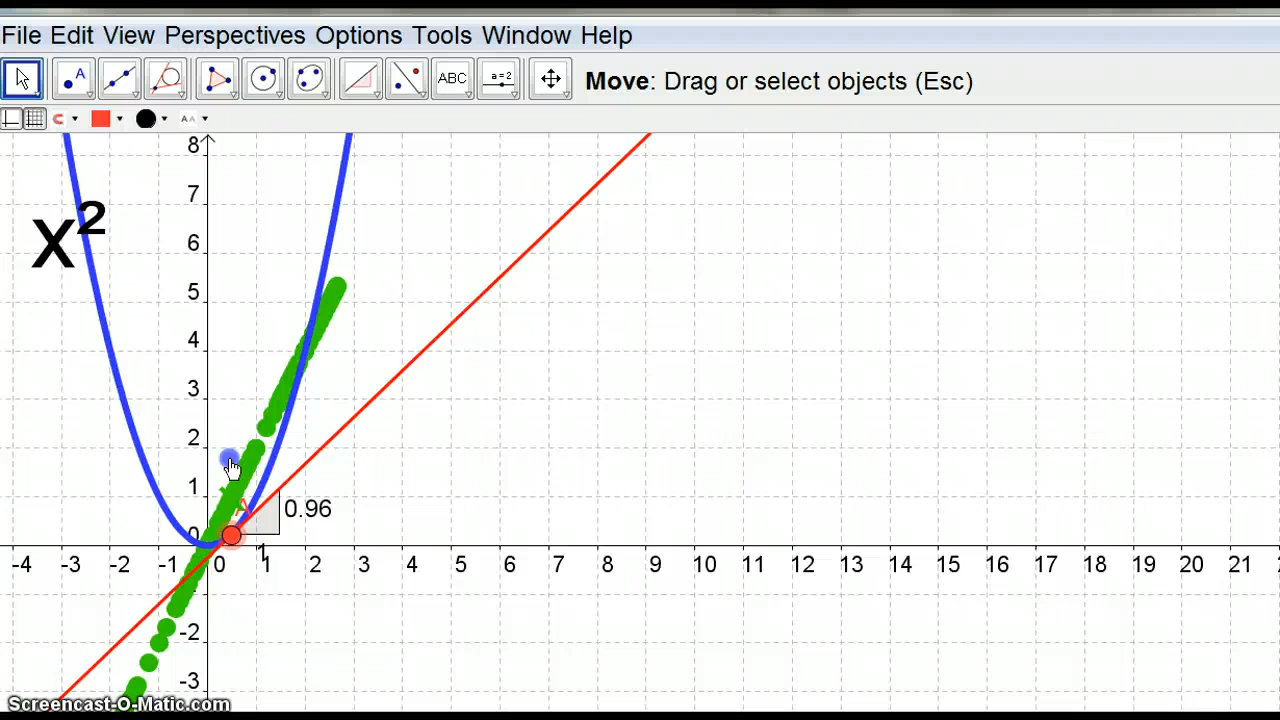 File Edit View Perspectives Options Tools Window Help
A ABC a=2 Move: Drag or select objects (Esc)
A A
8
7
x²
6
5
4
3
2
1
A 0.96
0
1
-4 -3 -2 -1 0 1 2 3 4 5 6 7 8 9 10 11 12 13 14 15 16 17 18 19 20 21 2
-2
-3
Screencast-O-Matic.com